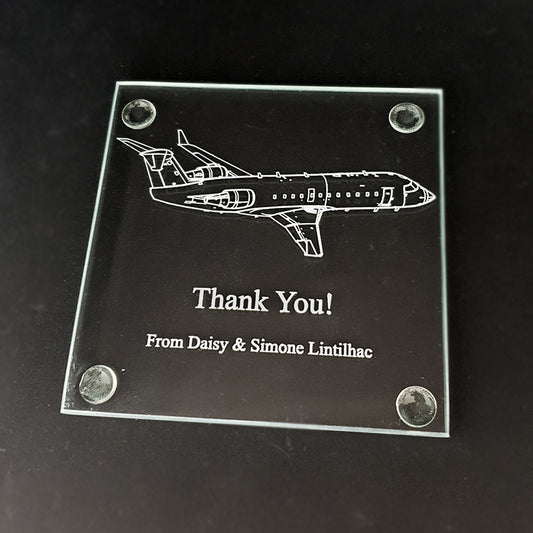 Thank You!
From Daisy & Simone Lintilhac